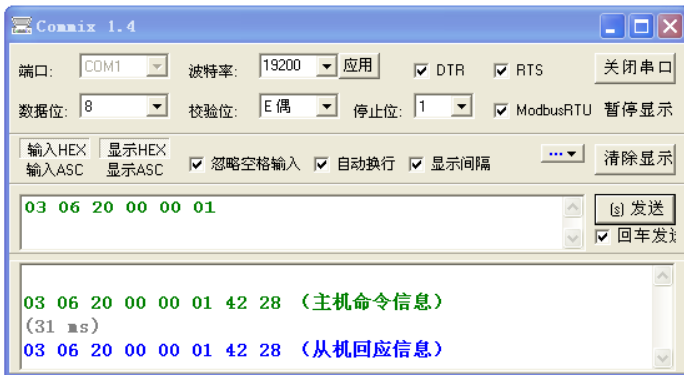 Commix 1.4
端口: COM1 波特率: 19200 应用 DTR RTS 关闭串口
数据位: 8 校验位: E 偶 停止位: 1 ModbusRTU 暂停显示
输入HEX 显示HEX
输入ASC 显示ASC 忽略空格输入 自动换行 显示间隔 ... 清除显示
03 06 20 00 00 01 (s) 发送
回车发送
03 06 20 00 00 01 42 28 (主机命令信息)
(31 ms)
03 06 20 00 00 01 42 28 (从机回应信息)